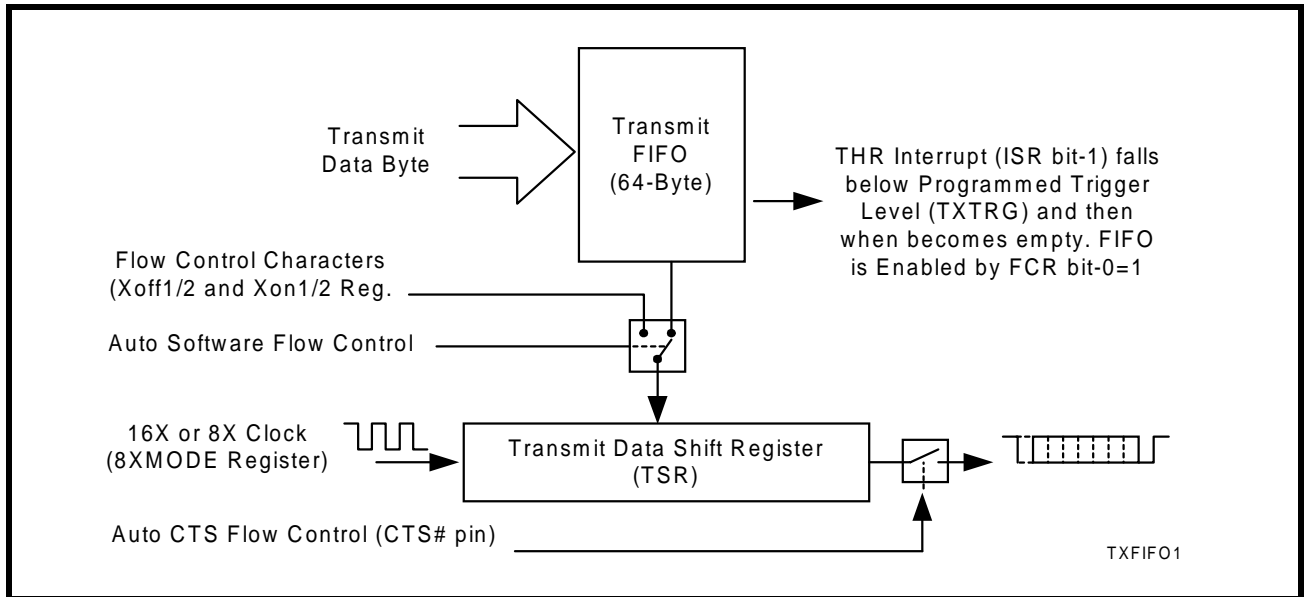 Transmit
Data Byte
Transmit
FIFO
(64-Byte)
THR Interrupt (ISR bit-1) falls
below Programmed Trigger
Level (TXTRG) and then
when becomes empty. FIFO
is Enabled by FCR bit-0=1
Flow Control Characters
(Xoff1/2 and Xon1/2 Reg.
Auto Software Flow Control
16X or 8X Clock
(8XMODE Register)
Transmit Data Shift Register
(TSR)
Auto CTS Flow Control (CTS# pin)
TXFIFO1